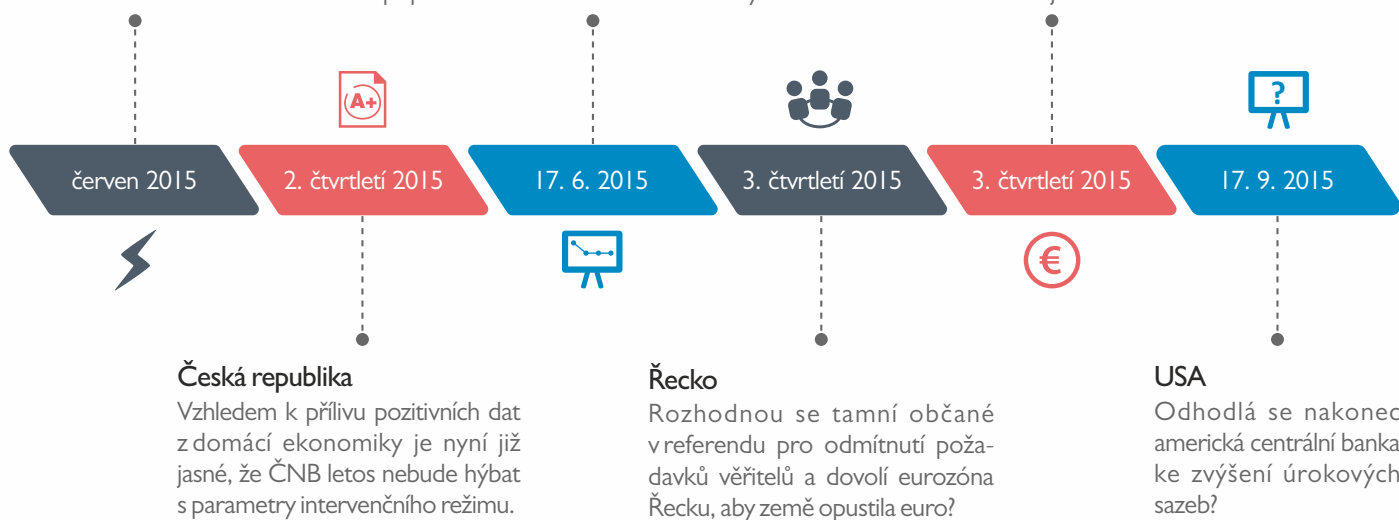 A+
?
červen 2015
2. čtvrtletí 2015
17. 6. 2015
3. čtvrtletí 2015
3. čtvrtletí 2015
17. 9. 2015
€
Česká republika
Vzhledem k přílivu pozitivních dat
z domácí ekonomiky je nyní již
jasné, že ČNB letos nebude hýbat
s parametry intervenčního režimu.
Řecko
Rozhodnou se tamní občané
v referendu pro odmítnutí poža-
davků věřitelů a dovolí eurozóna
Řecku, aby země opustila euro?
USA
Odhodlá se nakonec
americká centrální banka
ke zvýšení úrokových
sazeb?